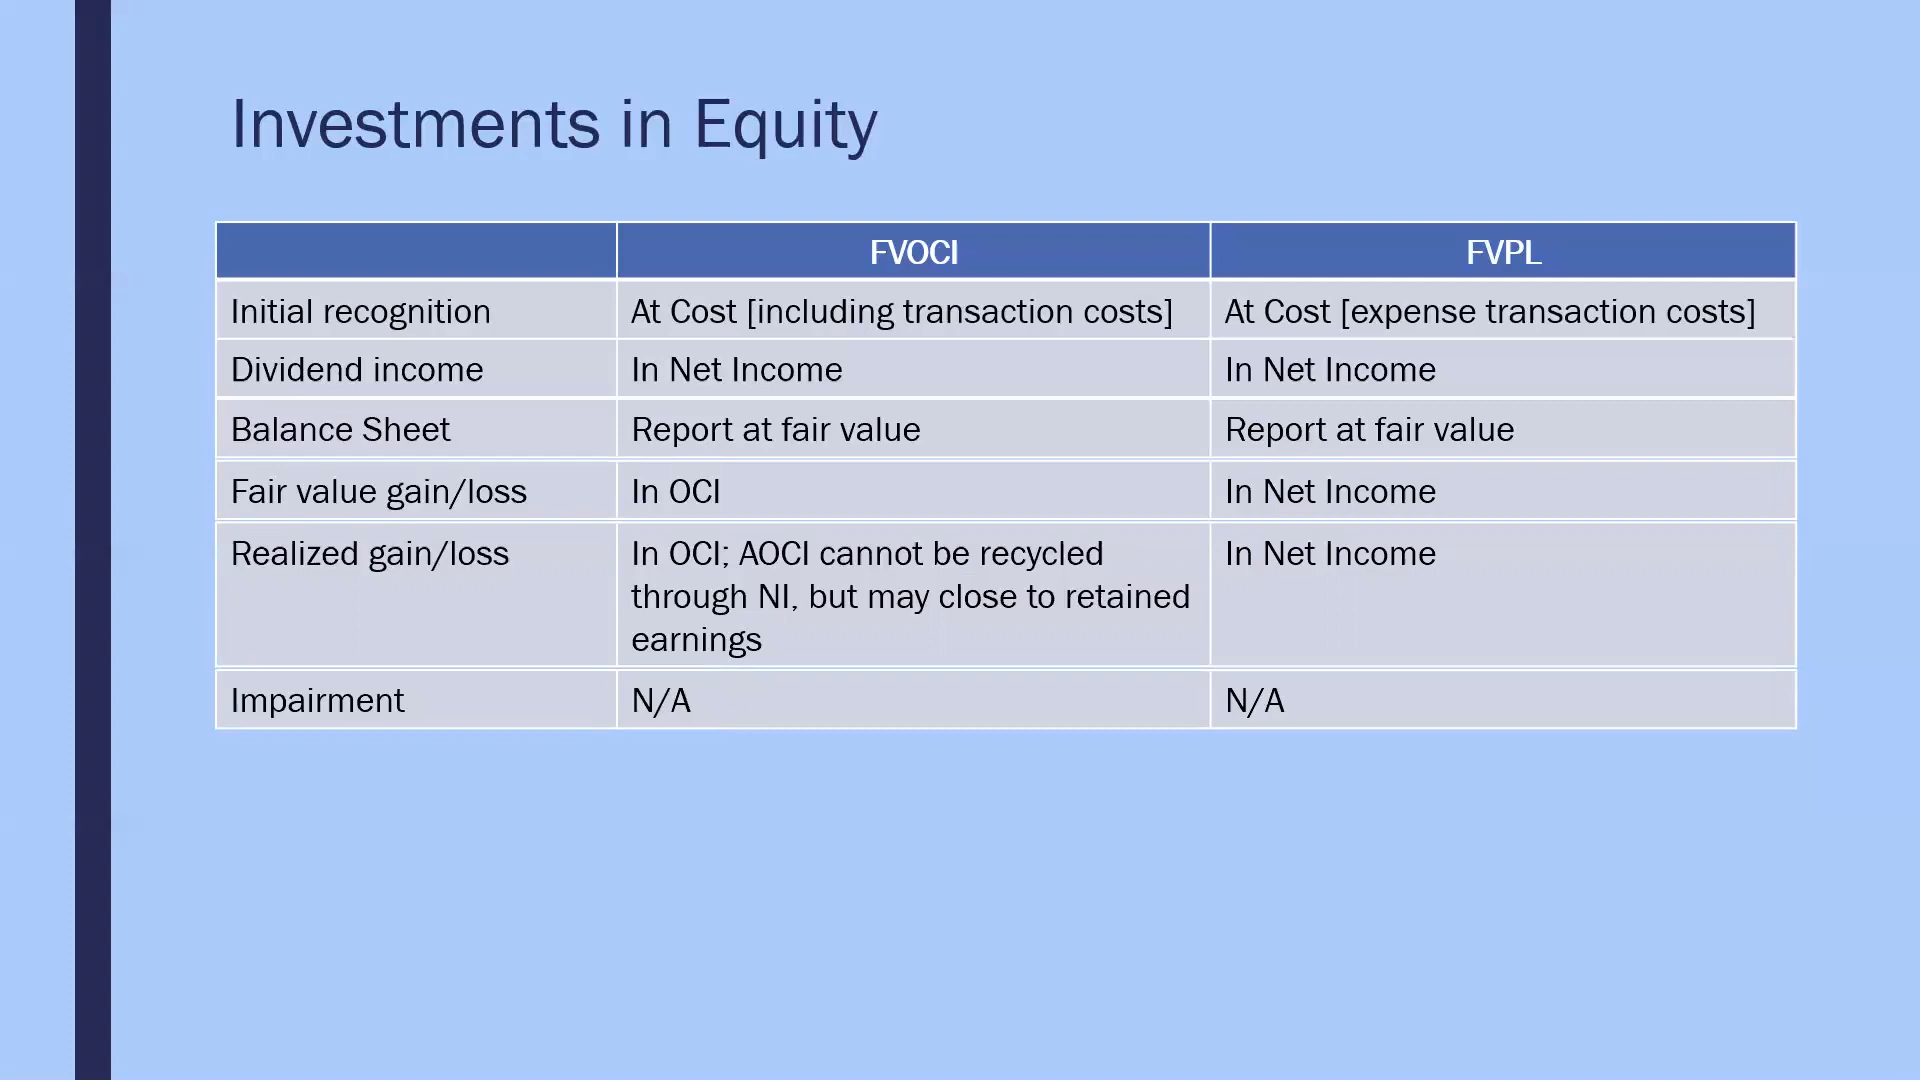 Investments in Equity
FVOCI FVPL
Initial recognition At Cost [including transaction costs] At Cost [expense transaction costs]
Dividend income In Net Income In Net Income
Balance Sheet Report at fair value Report at fair value
Fair value gain/loss In OCI In Net Income
Realized gain/loss In OCI; AOCI cannot be recycled In Net Income
through NI, but may close to retained
earnings
Impairment N/A N/A